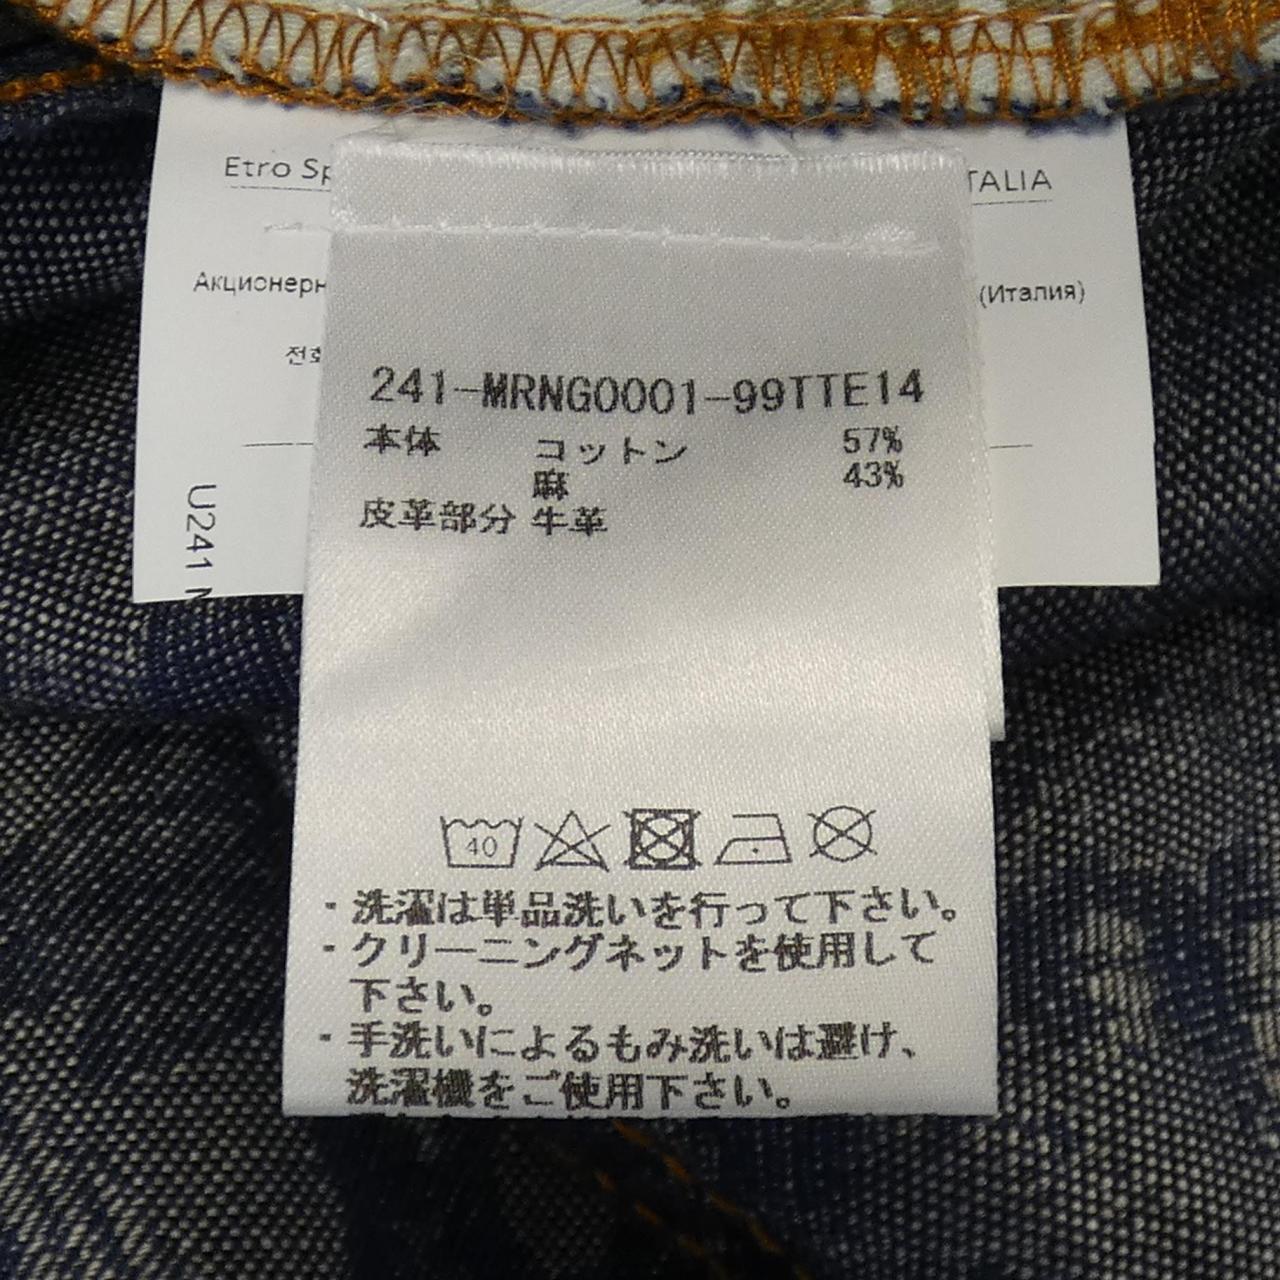 Etro Sp
TALIA
Акционерн
(Италия)
전화
U241 M
241-MRNG0001-99TTE14
本体 コットン 57%
麻 43%
皮革部分 牛革
40
・洗濯は単品洗いを行って下さい。
・クリーニングネットを使用して
下さい。
・手洗いによるもみ洗いは避け、
洗濯機をご使用下さい。